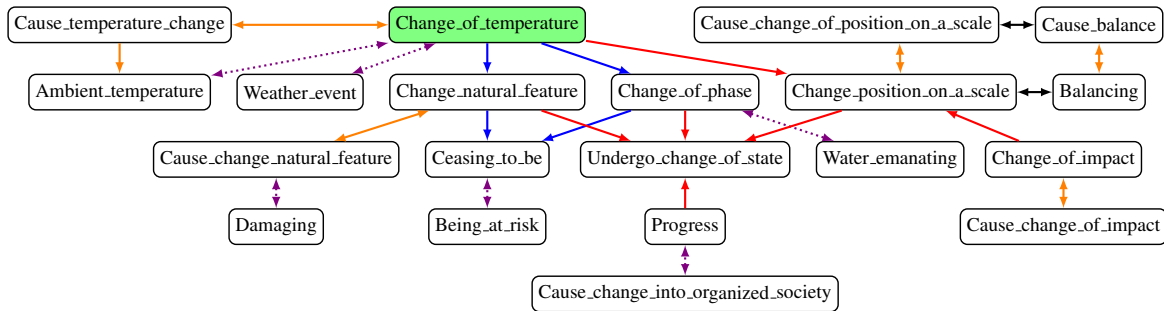 Cause_temperature_change
Change_of_temperature
Cause_change_of_position_on_a_scale
Cause_balance
Ambient_temperature
Weather_event
Change_natural_feature
Change_of_phase
Change_position_on_a_scale
Balancing
Cause_change_natural_feature
Ceasing_to_be
Undergo_change_of_state
Water_emanating
Change_of_impact
Damaging
Being_at_risk
Progress
Cause_change_of_impact
Cause_change_into_organized_society